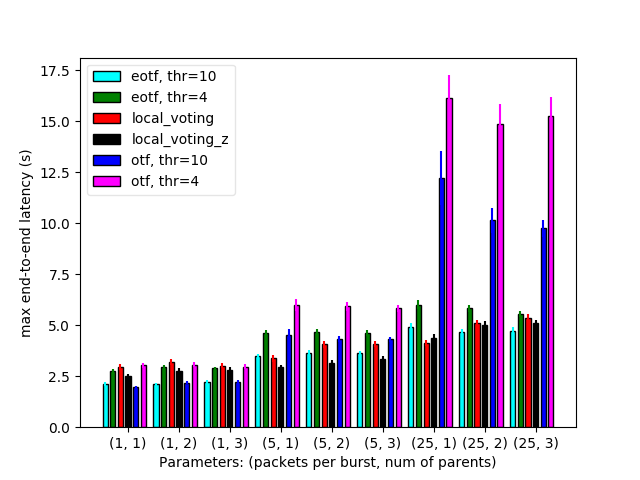 17.5
15.0
12.5
10.0
7.5
5.0
2.5
0.0
max end-to-end latency (s)
eotf, thr=10
eotf, thr=4
local_voting
local_voting_z
otf, thr=10
otf, thr=4
(1, 1) (1, 2) (1, 3) (5, 1) (5, 2) (5, 3) (25, 1) (25, 2) (25, 3)
Parameters: (packets per burst, num of parents)